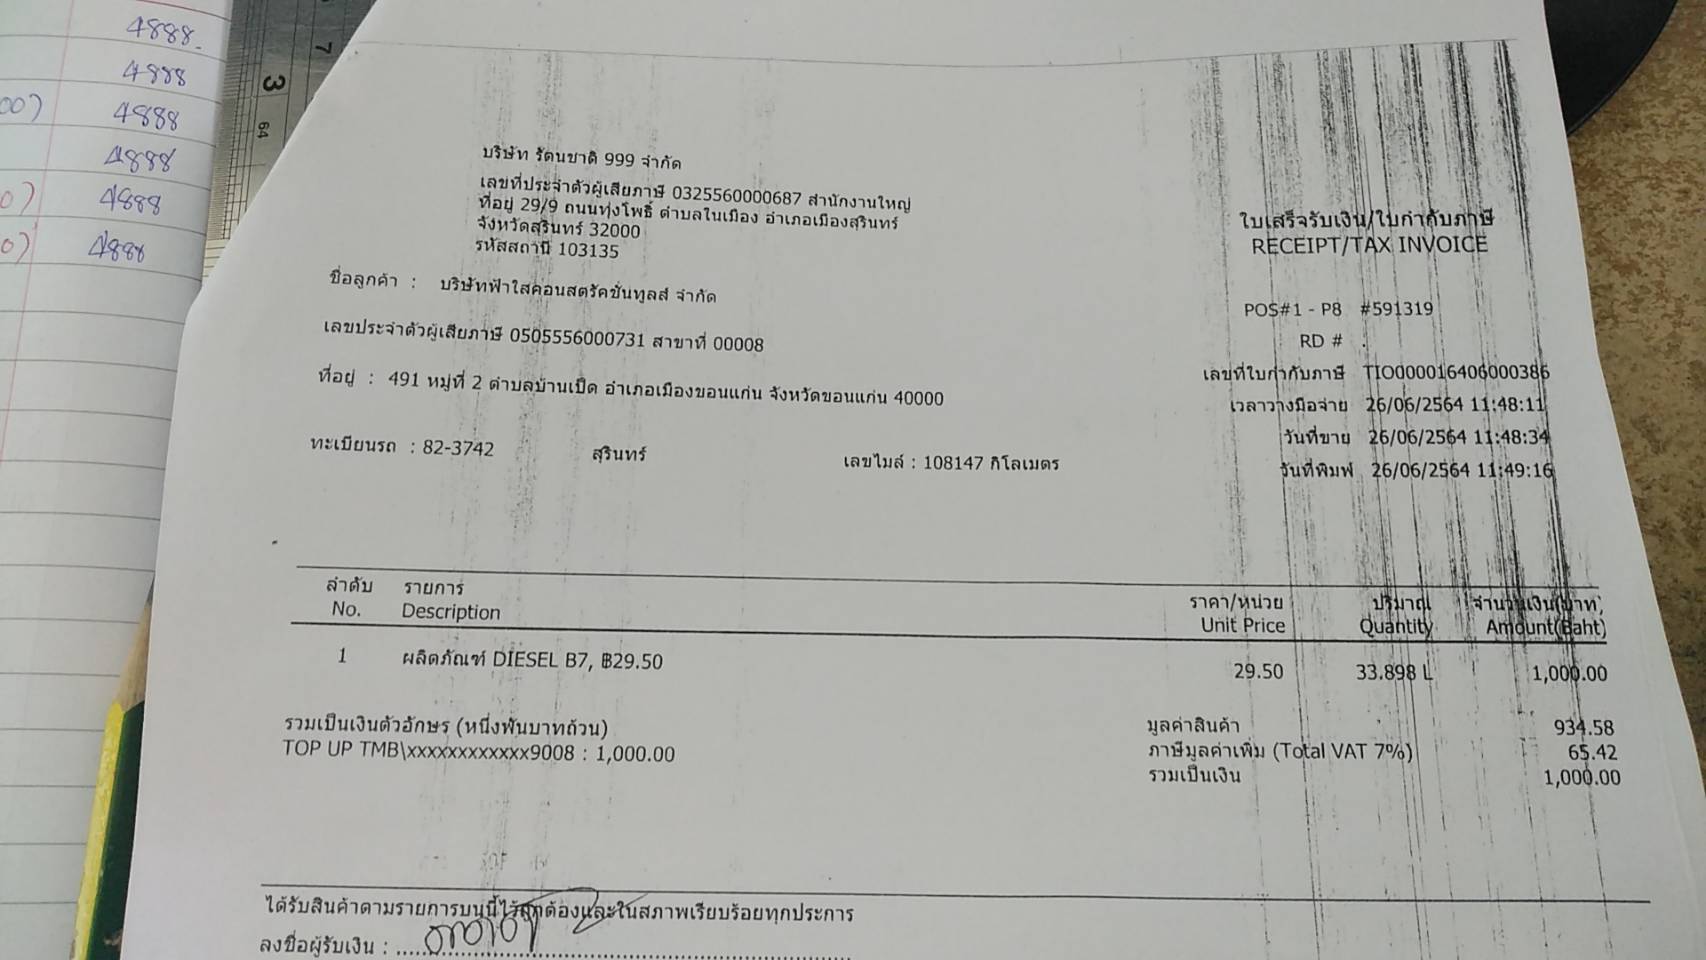 4888.
4888
00) 4888
4888
0) 4888
0) 4888
7
3
64
บริษัท รัตนชาติ 999 จำกัด
เลขที่ประจำตัวผู้เสียภาษี 0325560000687 สำนักงานใหญ่
ที่อยู่ 29/9 ถนนทุ่งโพธิ์ ตำบลในเมือง อำเภอเมืองสุรินทร์
จังหวัดสุรินทร์ 32000
รหัสสถานี 103135
ใบเสร็จรับเงิน/ใบกำกับภาษี
RECEIPT/TAX INVOICE
ชื่อลูกค้า : บริษัทฟ้าใสคอนสตรัคชั่นทูลส์ จำกัด
เลขประจำตัวผู้เสียภาษี 0505556000731 สาขาที่ 00008
ที่อยู่ : 491 หมู่ที่ 2 ตำบลบ้านเป็ด อำเภอเมืองขอนแก่น จังหวัดขอนแก่น 40000
ทะเบียนรถ : 82-3742 สุรินทร์ เลขไมล์ : 108147 กิโลเมตร
POS#1 - P8 #591319
RD # .
เลขที่ใบกำกับภาษี TIO000016406000386
เวลาวางมือจ่าย 26/06/2564 11:48:11
วันที่ขาย 26/06/2564 11:48:34
วันที่พิมพ์ 26/06/2564 11:49:16
ลำดับ รายการ ราคา/หน่วย ปริมาณ จำนวนเงิน(บาท)
No. Description Unit Price Quantity Amount(Baht)
1 ผลิตภัณฑ์ DIESEL B7, ฿29.50 29.50 33.898 L 1,000.00
รวมเป็นเงินตัวอักษร (หนึ่งพันบาทถ้วน)
TOP UP TMB\xxxxxxxxxxxx9008 : 1,000.00
มูลค่าสินค้า 934.58
ภาษีมูลค่าเพิ่ม (Total VAT 7%) 65.42
รวมเป็นเงิน 1,000.00
ได้รับสินค้าตามรายการบนนี้ไว้ถูกต้องและในสภาพเรียบร้อยทุกประการ
ลงชื่อผู้รับเงิน :